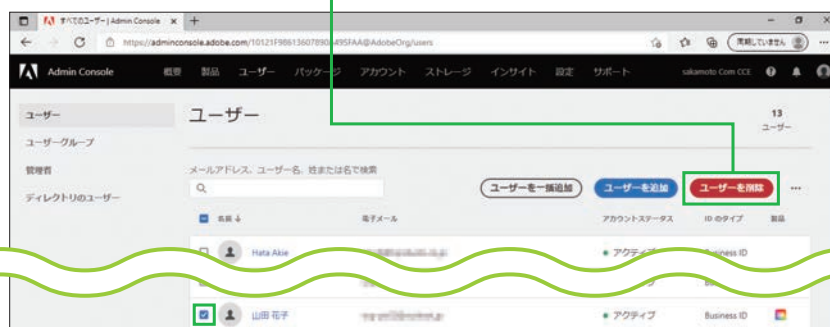 すべてのユーザー | Admin Console
https://adminconsole.adobe.com/
@AdobeOrg/users
同期していません
Admin Console 概要 製品 ユーザー パッケージ アカウント ストレージ インサイト 設定 サポート sakamoto Com CCE
ユーザー
ユーザーグループ
管理者
ディレクトリのユーザー
ユーザー
13
ユーザー
メールアドレス、ユーザー名、姓または名で検索
ユーザーを一括追加 ユーザーを追加 ユーザーを削除
名前 ↓ 電子メール アカウントステータス ID のタイプ 製品
Hata Akie アクティブ Business ID
山田 花子 アクティブ Business ID